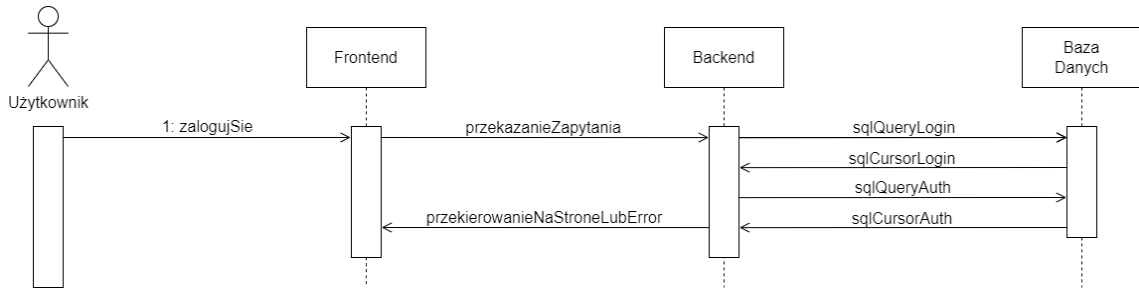 Użytkownik
Frontend
Backend
Baza
Danych
1: zalogujSie
przekazanieZapytania
sqlQueryLogin
sqlCursorLogin
sqlQueryAuth
przekierowanieNaStroneLubError
sqlCursorAuth